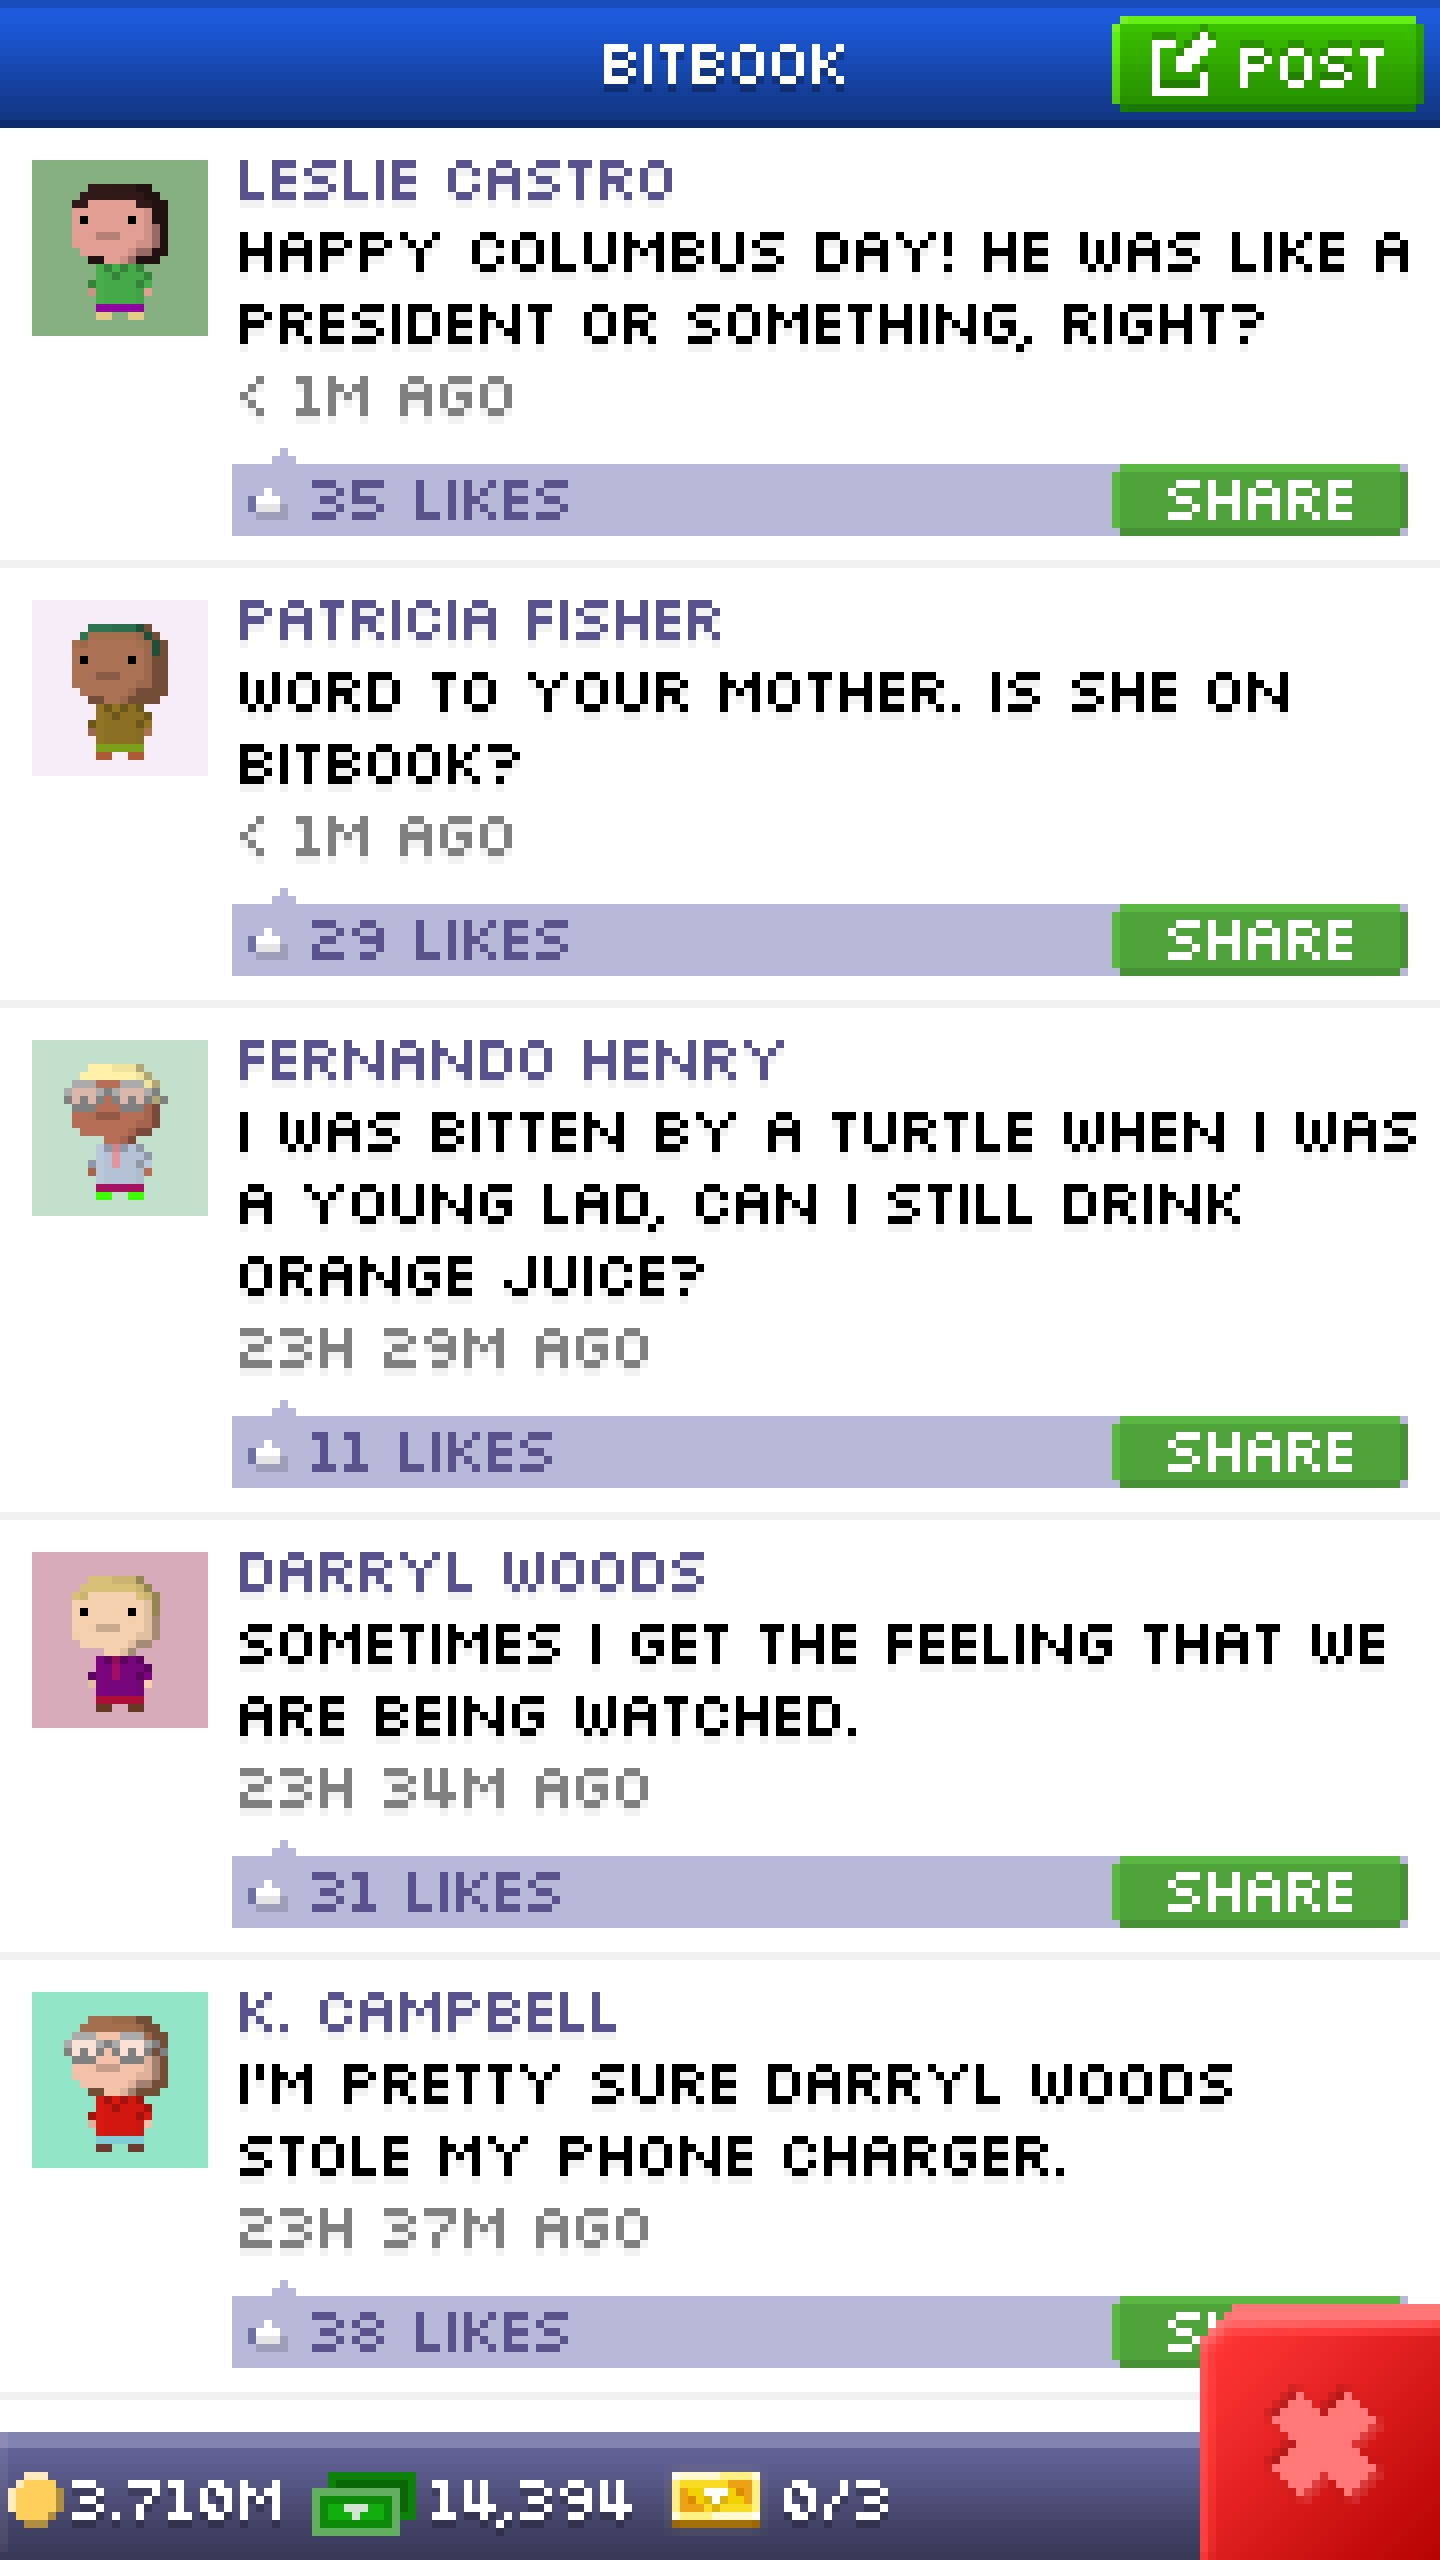 BITBOOK
POST
LESLIE CASTRO
HAPPY COLUMBUS DAY! HE WAS LIKE A
PRESIDENT OR SOMETHING, RIGHT?
< 1M AGO
35 LIKES
SHARE
PATRICIA FISHER
WORD TO YOUR MOTHER. IS SHE ON
BITBOOK?
< 1M AGO
29 LIKES
SHARE
FERNANDO HENRY
I WAS BITTEN BY A TURTLE WHEN I WAS
A YOUNG LAD, CAN I STILL DRINK
ORANGE JUICE?
23H 29M AGO
11 LIKES
SHARE
DARRYL WOODS
SOMETIMES I GET THE FEELING THAT WE
ARE BEING WATCHED.
23H 34M AGO
31 LIKES
SHARE
K. CAMPBELL
I'M PRETTY SURE DARRYL WOODS
STOLE MY PHONE CHARGER.
23H 37M AGO
38 LIKES
3.710M 14,394 0/3